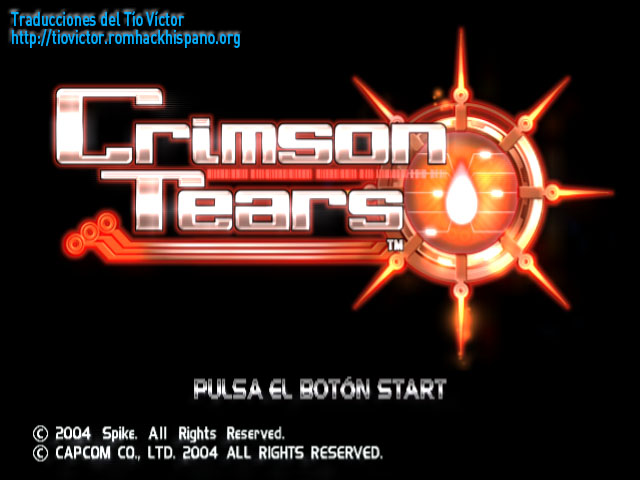 Traducciones del Tio Victor
http://tiovictor.romhackhispano.org
Crimson
Tears
TM
PULSA EL BOTÓN START
© 2004 Spike. All Rights Reserved.
© CAPCOM CO., LTD. 2004 ALL RIGHTS RESERVED.